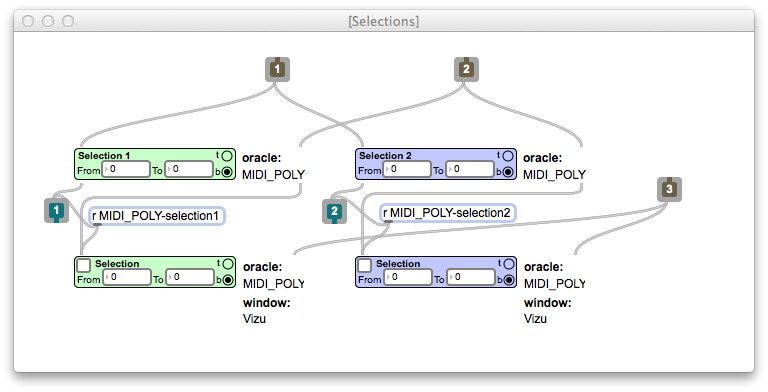 [Selections]
1
2
Selection 1
t
From
0
To
0
b
oracle:
MIDI_POLY
Selection 2
t
From
0
To
0
b
oracle:
MIDI_POLY
3
1
r MIDI_POLY-selection1
2
r MIDI_POLY-selection2
Selection
t
From
0
To
0
b
oracle:
MIDI_POLY
window:
Vizu
Selection
t
From
0
To
0
b
oracle:
MIDI_POLY
window:
Vizu